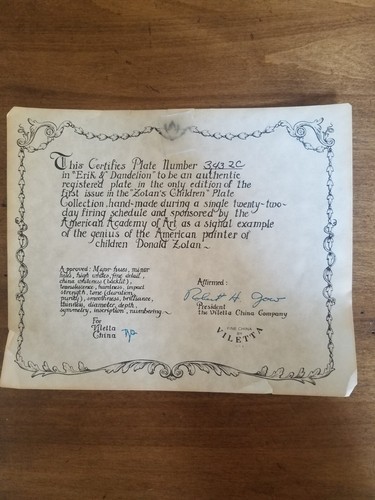 This Certifies Plate Number 3432C
in "Erik & Dandelion" to be an authentic
registered plate in the only edition of the
first issue in the "Zolan's Children" Plate
Collection, hand-made during a single twenty-two-
day firing schedule and sponsored by the
American Academy of Art as a signal example
of the genius of the American painter of
children Donald Zolan.
Approved: Major fuses, minor
fuses, high whites, fine detail,
china whiteness (backlit),
translucence, hardness, impact
strength, tone (duration,
purity), smoothness, brilliance,
thinness, diameter, depth,
symmetry, inscription, numbering.
For
Viletta
China
Affirmed:
Robert H. Gow
President
the Viletta China Company
FINE CHINA
BY
VILETTA